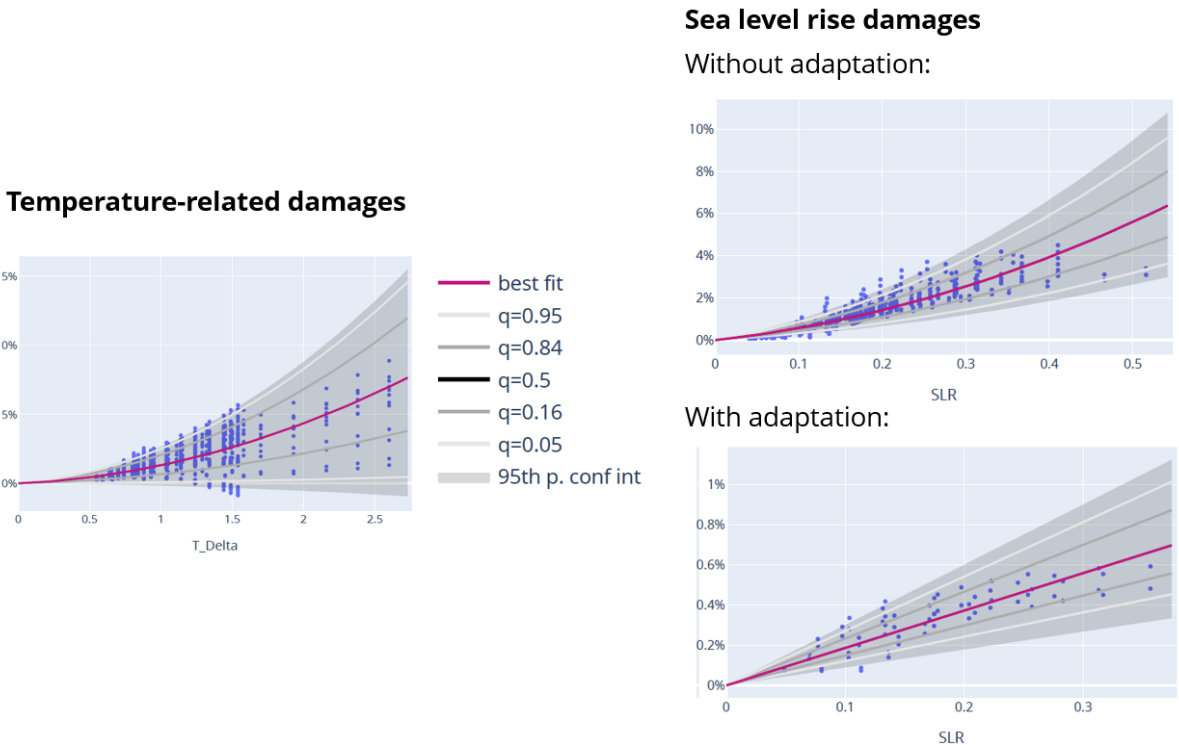 Temperature-related damages
5%
0%
5%
0%
0
0.5
1
1.5
2
2.5
T_Delta
best fit
q=0.95
q=0.84
q=0.5
q=0.16
q=0.05
95th p. conf int
Sea level rise damages
Without adaptation:
10%
8%
6%
4%
2%
0%
0
0.1
0.2
0.3
0.4
0.5
SLR
With adaptation:
1%
0.8%
0.6%
0.4%
0.2%
0%
0
0.1
0.2
0.3
SLR